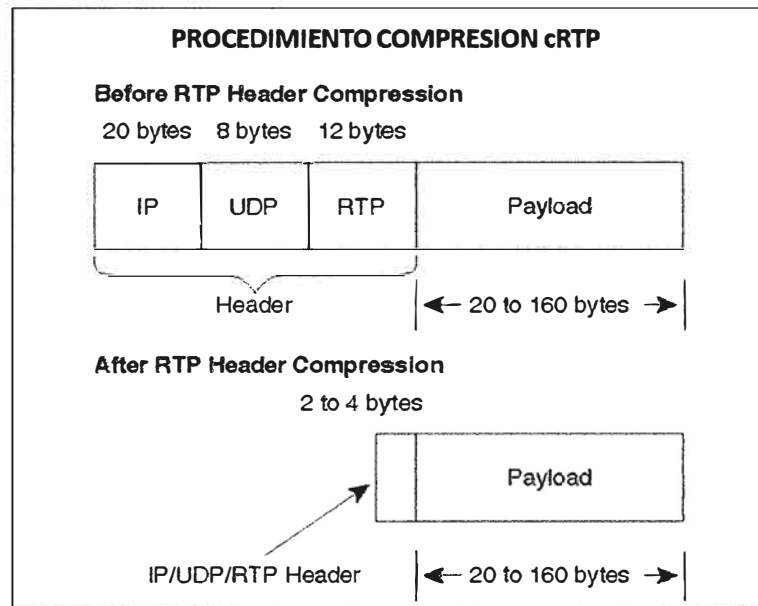 PROCEDIMIENTO COMPRESION cRTP
Before RTP Header Compression
20 bytes 8 bytes 12 bytes
IP UDP RTP Payload
Header
20 to 160 bytes
After RTP Header Compression
2 to 4 bytes
Payload
IP/UDP/RTP Header
20 to 160 bytes